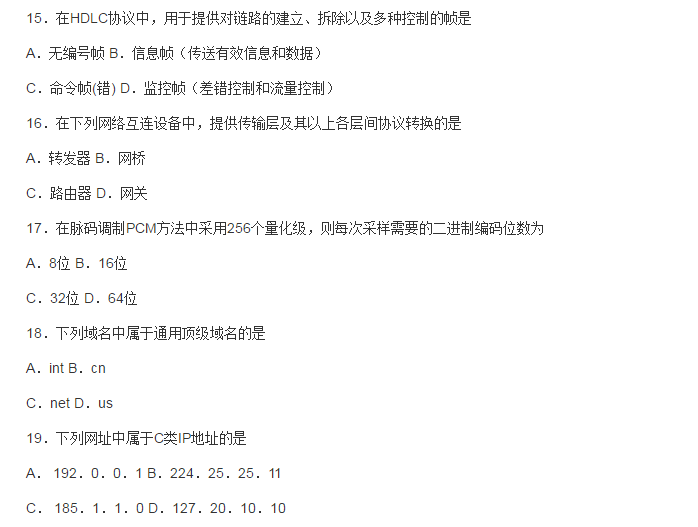 15．在HDLC协议中，用于提供对链路的建立、拆除以及多种控制的帧是
A．无编号帧 B．信息帧（传送有效信息和数据）
C．命令帧(错) D．监控帧（差错控制和流量控制）
16．在下列网络互连设备中，提供传输层及其以上各层间协议转换的是
A．转发器 B．网桥
C．路由器 D．网关
17．在脉码调制PCM方法中采用256个量化级，则每次采样需要的二进制编码位数为
A．8位 B．16位
C．32位 D．64位
18．下列域名中属于通用顶级域名的是
A．int B．cn
C．net D．us
19．下列网址中属于C类IP地址的是
A． 192．0．0．1 B．224．25．25．11
C． 185．1．1．0 D．127．20．10．10